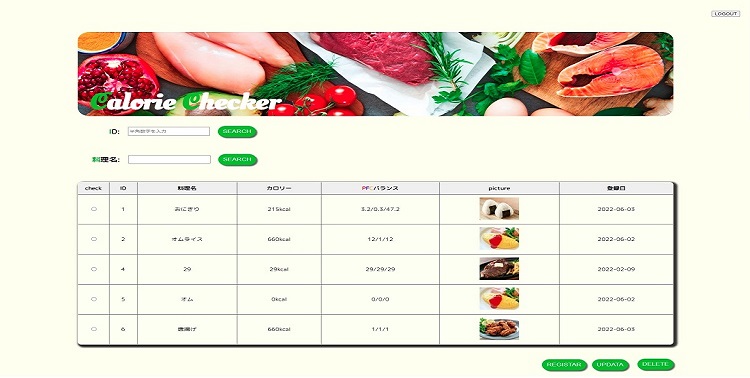 LOGOUT
Calorie Checker
ID: 半角数字を入力 SEARCH
料理名: SEARCH
check ID 料理名 カロリー PFCバランス picture 登録日
1 おにぎり 215kcal 3.2/0.3/47.2 2022-06-03
2 オムライス 660kcal 12/1/12 2022-06-02
4 29 29kcal 29/29/29 2022-02-09
5 オム 0kcal 0/0/0 2022-06-02
6 唐揚げ 660kcal 1/1/1 2022-06-03
REGISTAR UPDATA DELETE